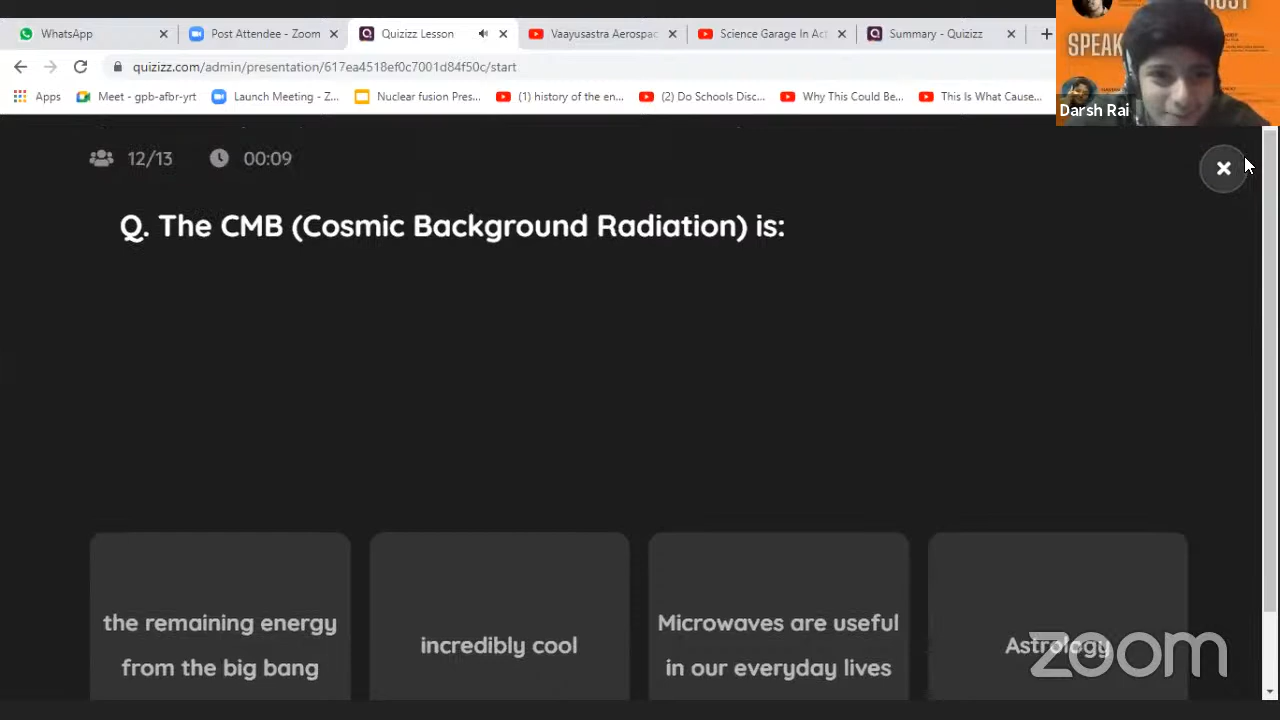 WhatsApp
Post Attendee - Zoom
Quizizz Lesson
Vaayusastra Aerospac
Science Garage In Act
Summary - Quizizz
quizizz.com/admin/presentation/617ea4518ef0c7001d84f50c/start
Apps
Meet - gpb-afbr-yrt
Launch Meeting - Z...
Nuclear fusion Pres...
(1) history of the en...
(2) Do Schools Disc...
Why This Could Be...
This Is What Cause...
SPEAK
Darsh Rai
12/13
00:09
Q. The CMB (Cosmic Background Radiation) is:
the remaining energy
from the big bang
incredibly cool
Microwaves are useful
in our everyday lives
Astrology
zoom